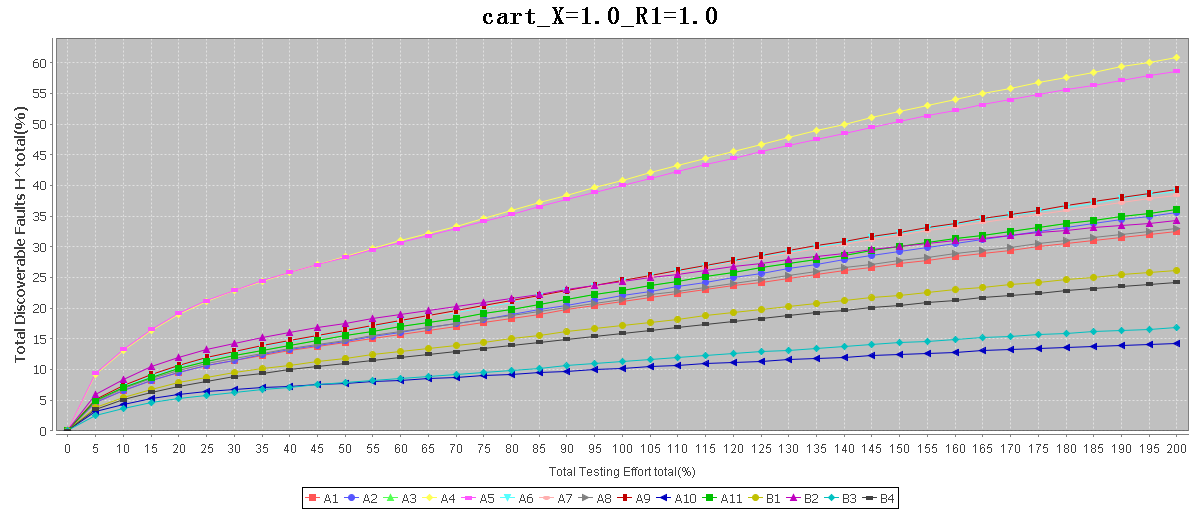 cart_X=1.0_R1=1.0
Total Discoverable Faults H^total(%)
60
55
50
45
40
35
30
25
20
15
10
5
0
0 5 10 15 20 25 30 35 40 45 50 55 60 65 70 75 80 85 90 95 100 105 110 115 120 125 130 135 140 145 150 155 160 165 170 175 180 185 190 195 200
Total Testing Effort total(%)
A1 A2 A3 A4 A5 A6 A7 A8 A9 A10 A11 B1 B2 B3 B4